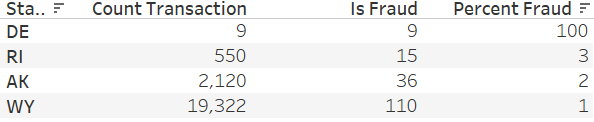 Sta.. Count Transaction Is Fraud Percent Fraud
DE 9 9 100
RI 550 15 3
AK 2,120 36 2
WY 19,322 110 1